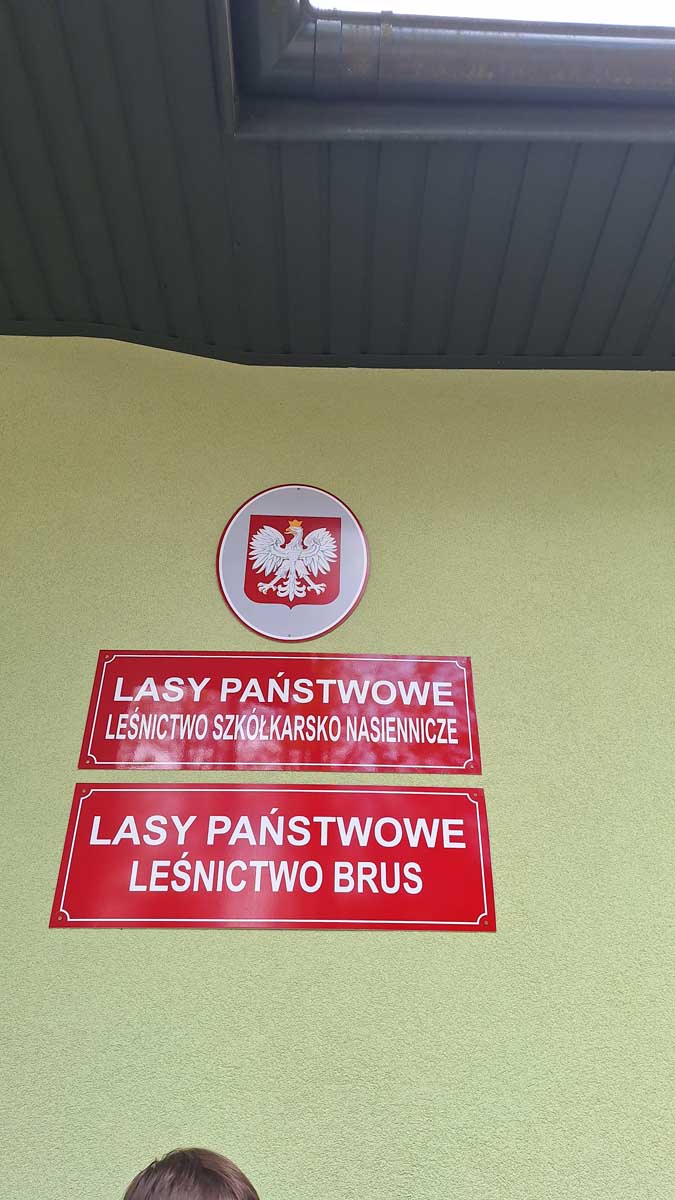 LASY PAŃSTWOWE
LEŚNICTWO SZKÓŁKARSKO NASIENNICZE
LASY PAŃSTWOWE
LEŚNICTWO BRUS